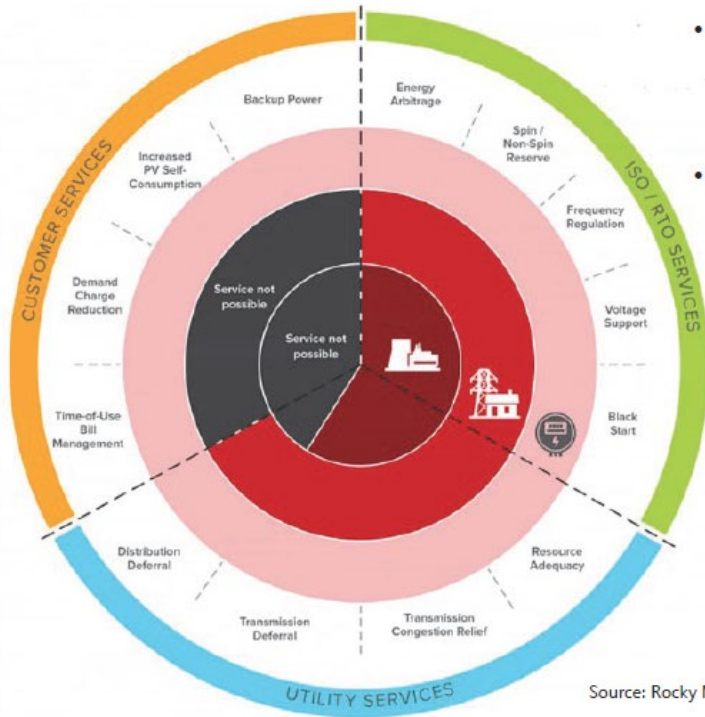 CUSTOMER SERVICES
ISO / RTO SERVICES
UTILITY SERVICES
Backup Power
Energy
Arbitrage
Spin /
Non-Spin
Reserve
Increased
PV Self-
Consumption
Frequency
Regulation
Demand
Charge
Reduction
Service not
possible
Service not
possible
Voltage
Support
Time-of-Use
Bill
Management
Black
Start
Distribution
Deferral
Resource
Adequacy
Transmission
Deferral
Transmission
Congestion Relief
Source: Rocky M